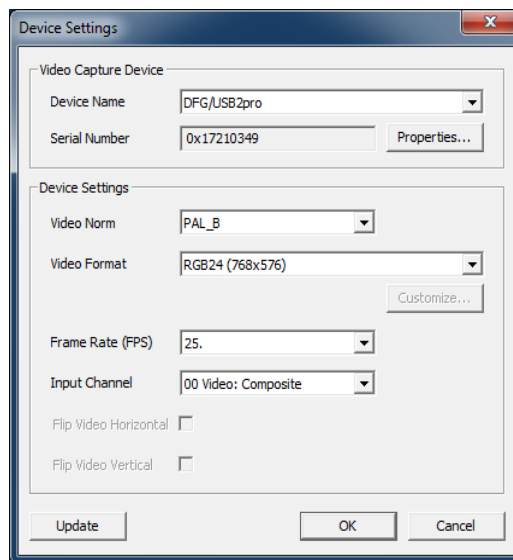 Device Settings
Video Capture Device
Device Name DFG/USB2pro
Serial Number 0x17210349 Properties...
Device Settings
Video Norm PAL_B
Video Format RGB24 (768x576)
Customize...
Frame Rate (FPS) 25.
Input Channel 00 Video: Composite
Flip Video Horizontal
Flip Video Vertical
Update OK Cancel